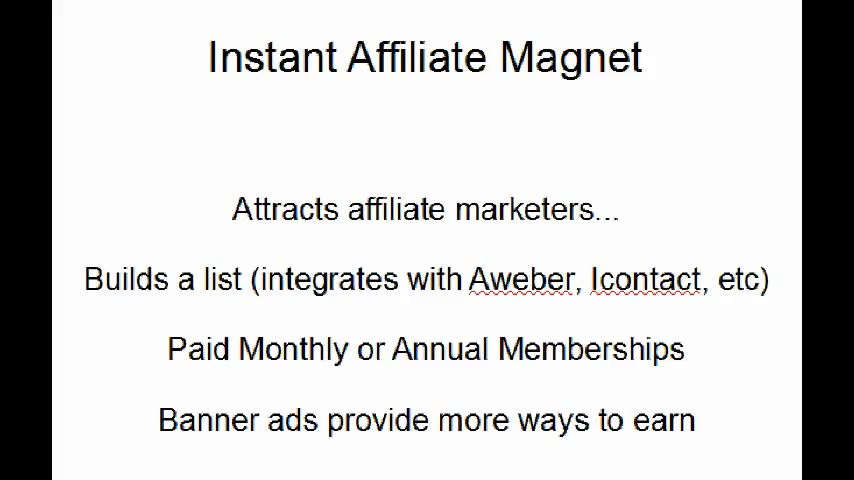 Instant Affiliate Magnet
Attracts affiliate marketers...
Builds a list (integrates with Aweber, Icontact, etc)
Paid Monthly or Annual Memberships
Banner ads provide more ways to earn